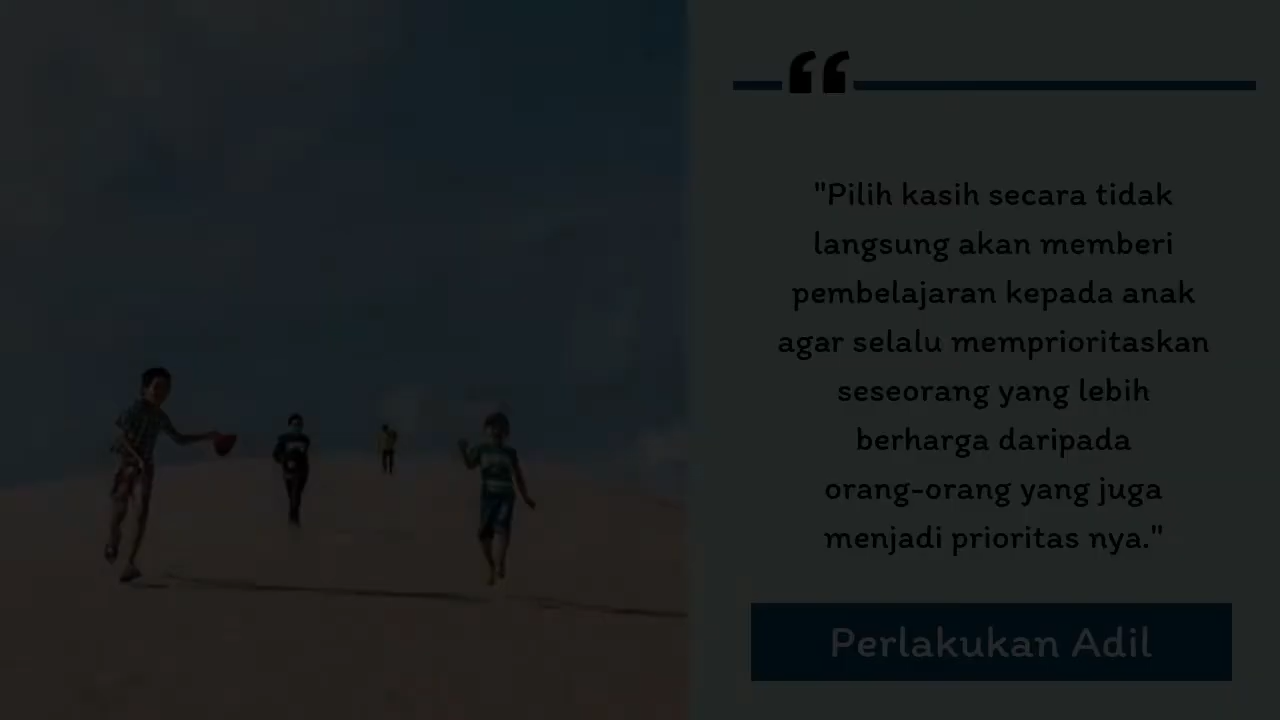 "Pilih kasih secara tidak
langsung akan memberi
pembelajaran kepada anak
agar selalu memprioritaskan
seseorang yang lebih
berharga daripada
orang-orang yang juga
menjadi prioritas nya."
Perlakukan Adil